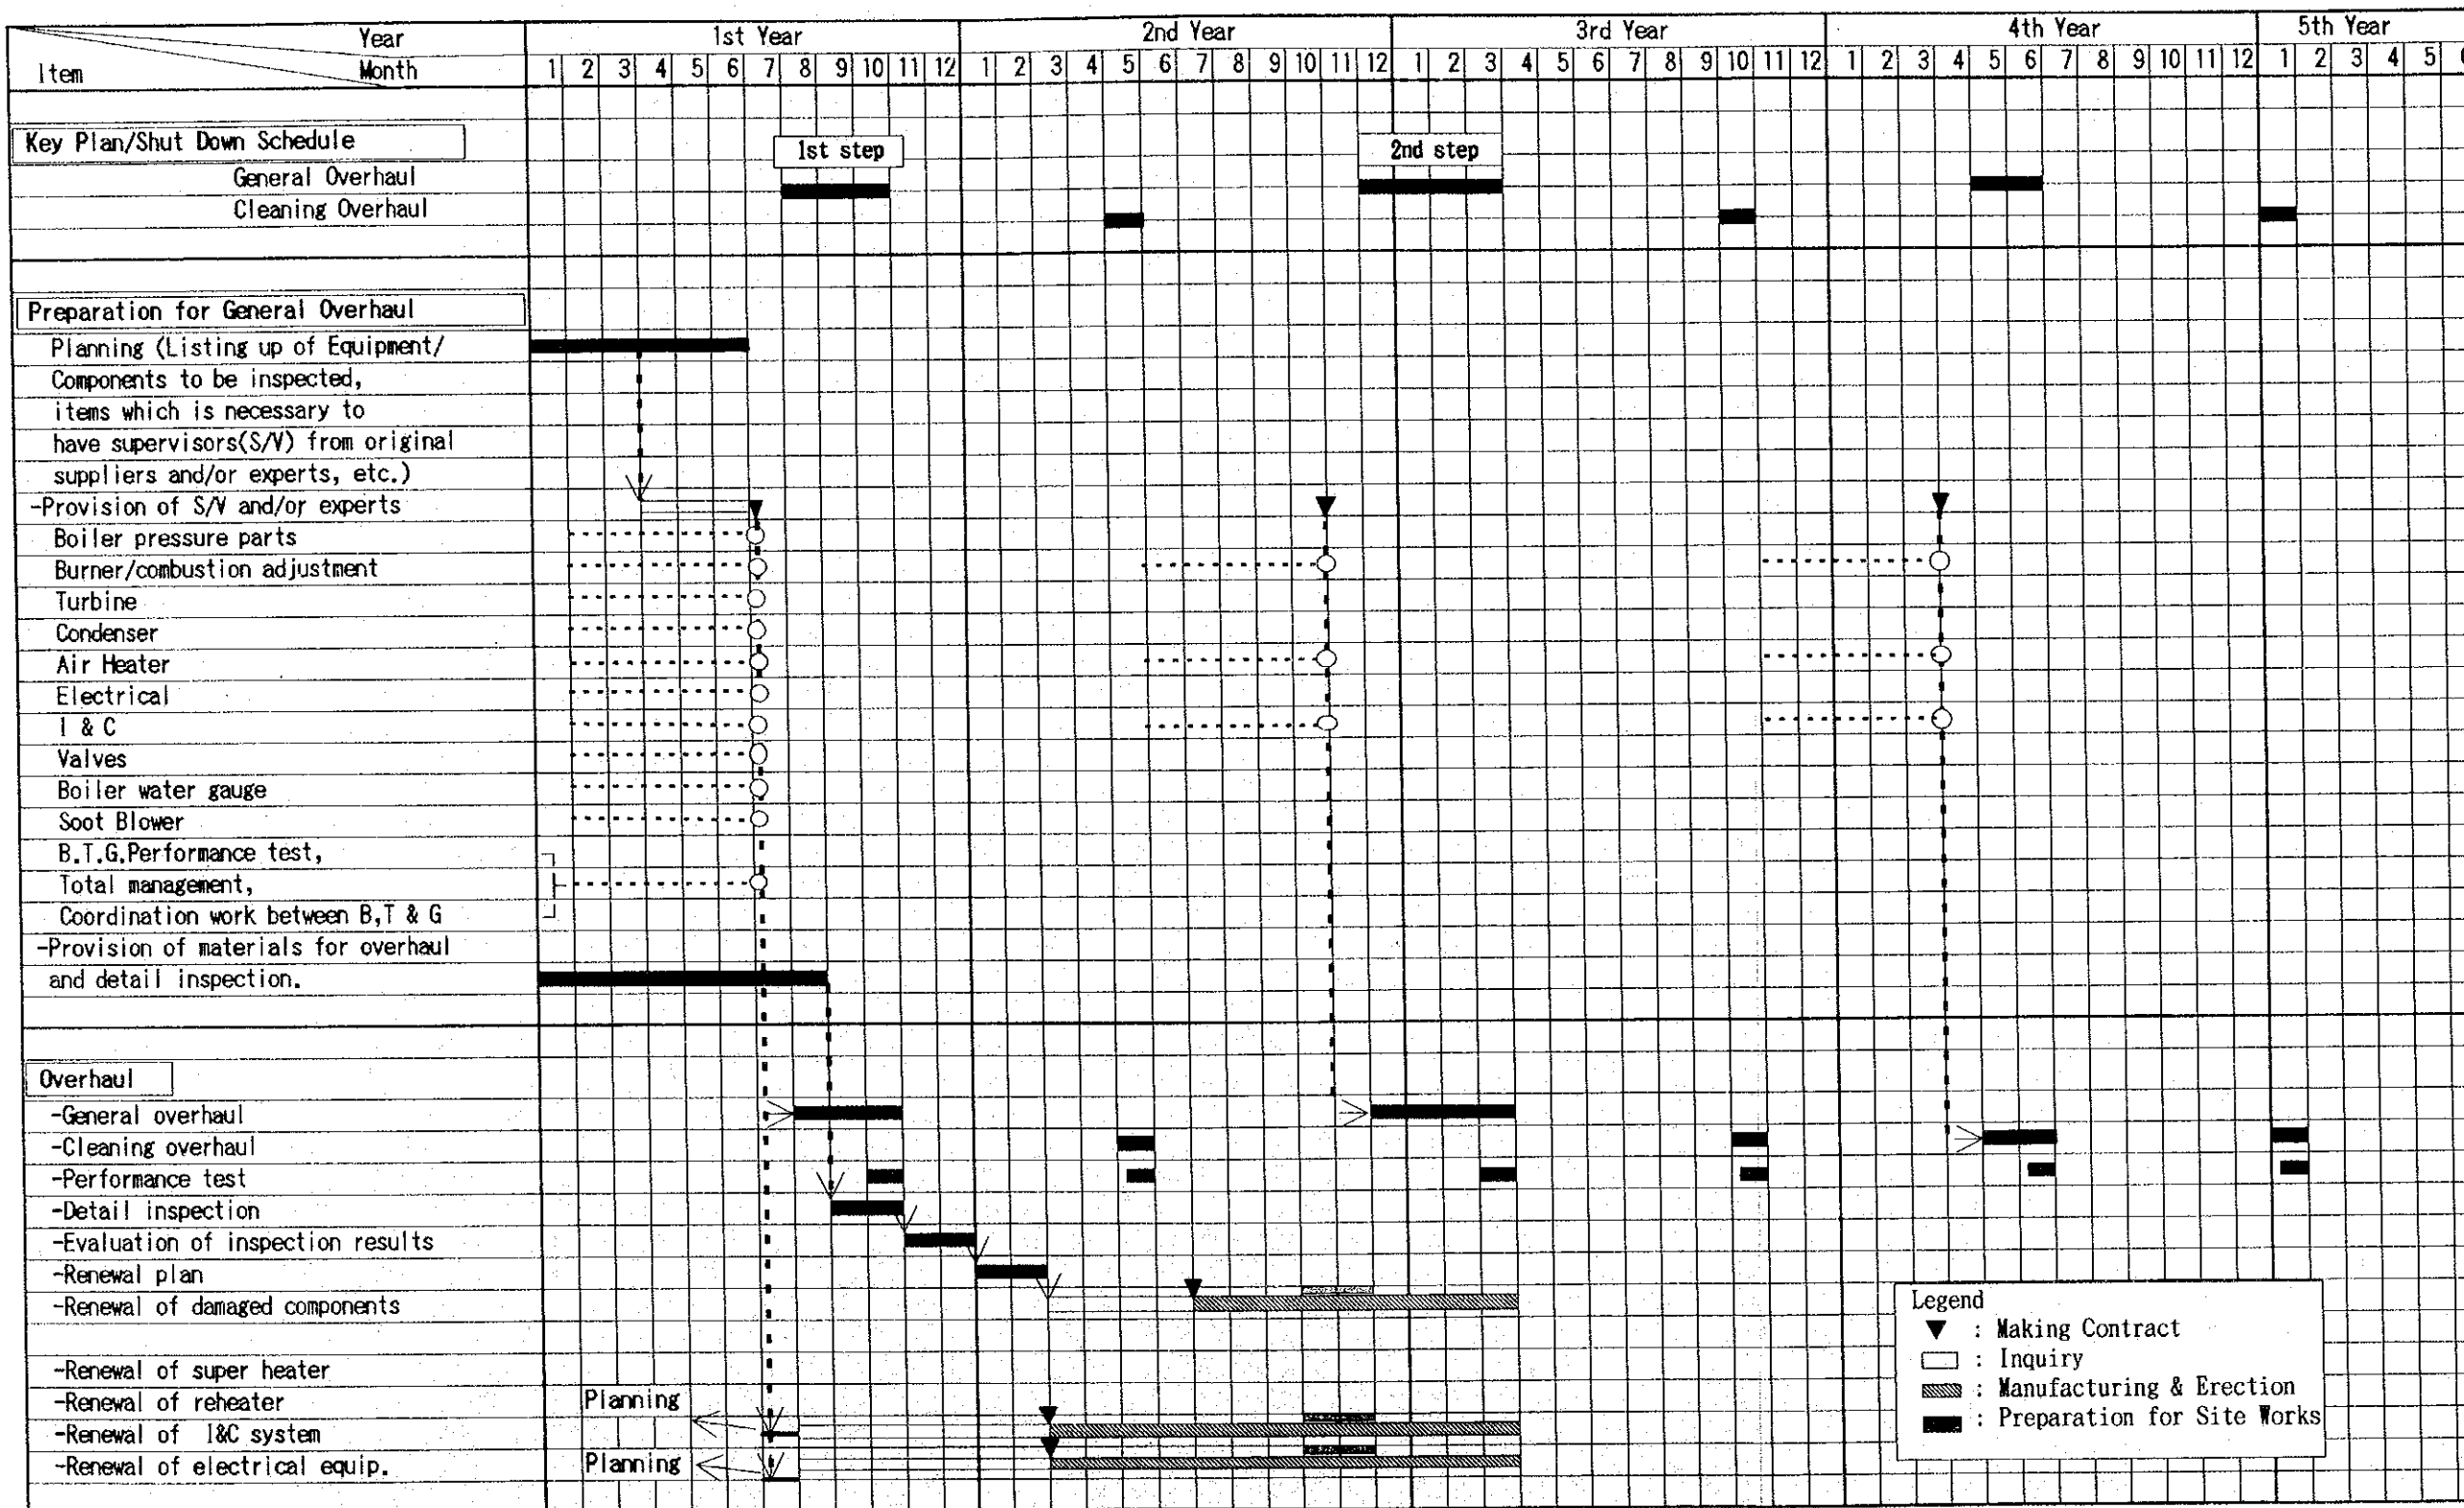 Year 1st Year 2nd Year 3rd Year 4th Year 5th Year
Item Month 1 2 3 4 5 6 7 8 9 10 11 12 1 2 3 4 5 6 7 8 9 10 11 12 1 2 3 4 5 6 7 8 9 10 11 12 1 2 3 4 5 6 7 8 9 10 11 12 1 2 3 4 5
Key Plan/Shut Down Schedule
1st step 2nd step
General Overhaul
Cleaning Overhaul
Preparation for General Overhaul
Planning (Listing up of Equipment/
Components to be inspected,
items which is necessary to
have supervisors(S/V) from original
suppliers and/or experts, etc.)
-Provision of S/V and/or experts
Boiler pressure parts
Burner/combustion adjustment
Turbine
Condenser
Air Heater
Electrical
I & C
Valves
Boiler water gauge
Soot Blower
B.T.G.Performance test,
Total management,
Coordination work between B,T & G
-Provision of materials for overhaul
and detail inspection.
Overhaul
-General overhaul
-Cleaning overhaul
-Performance test
-Detail inspection
-Evaluation of inspection results
-Renewal plan
-Renewal of damaged components
-Renewal of super heater
-Renewal of reheater
Planning
-Renewal of I&C system
-Renewal of electrical equip.
Planning
Legend
▼ : Making Contract
: Inquiry
: Manufacturing & Erection
: Preparation for Site Works